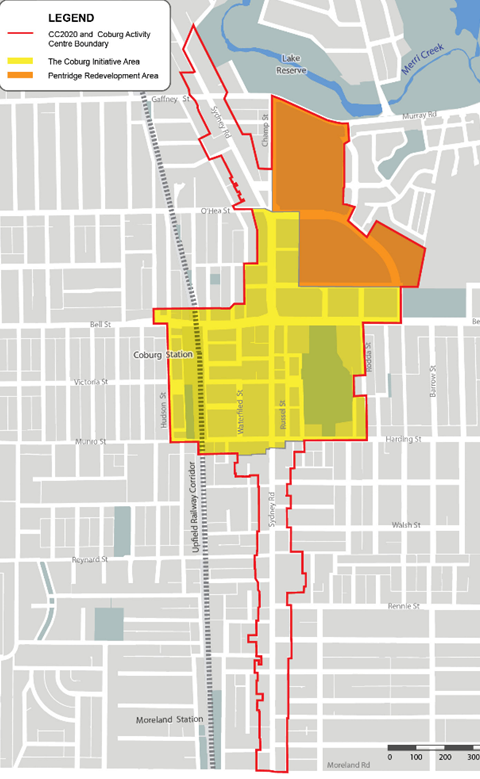 LEGEND
CC2020 and Coburg Activity
Centre Boundary
The Coburg Initiative Area
Pentridge Redevelopment Area
Lake
Reserve
Merri Creek
Gaffney St
Sydney Rd
Champ St
Murray Rd
O'Hea St
Bell St
Be
Coburg Station
Rodda St
Victoria St
Barrow St
Hudson St
Waterfiled St
Russel St
Munro St
Harding St
Upfield Railway Corridor
Sydney Rd
Walsh St
Reynard St
Rennie St
Moreland Station
0 100 200 300
Moreland Rd